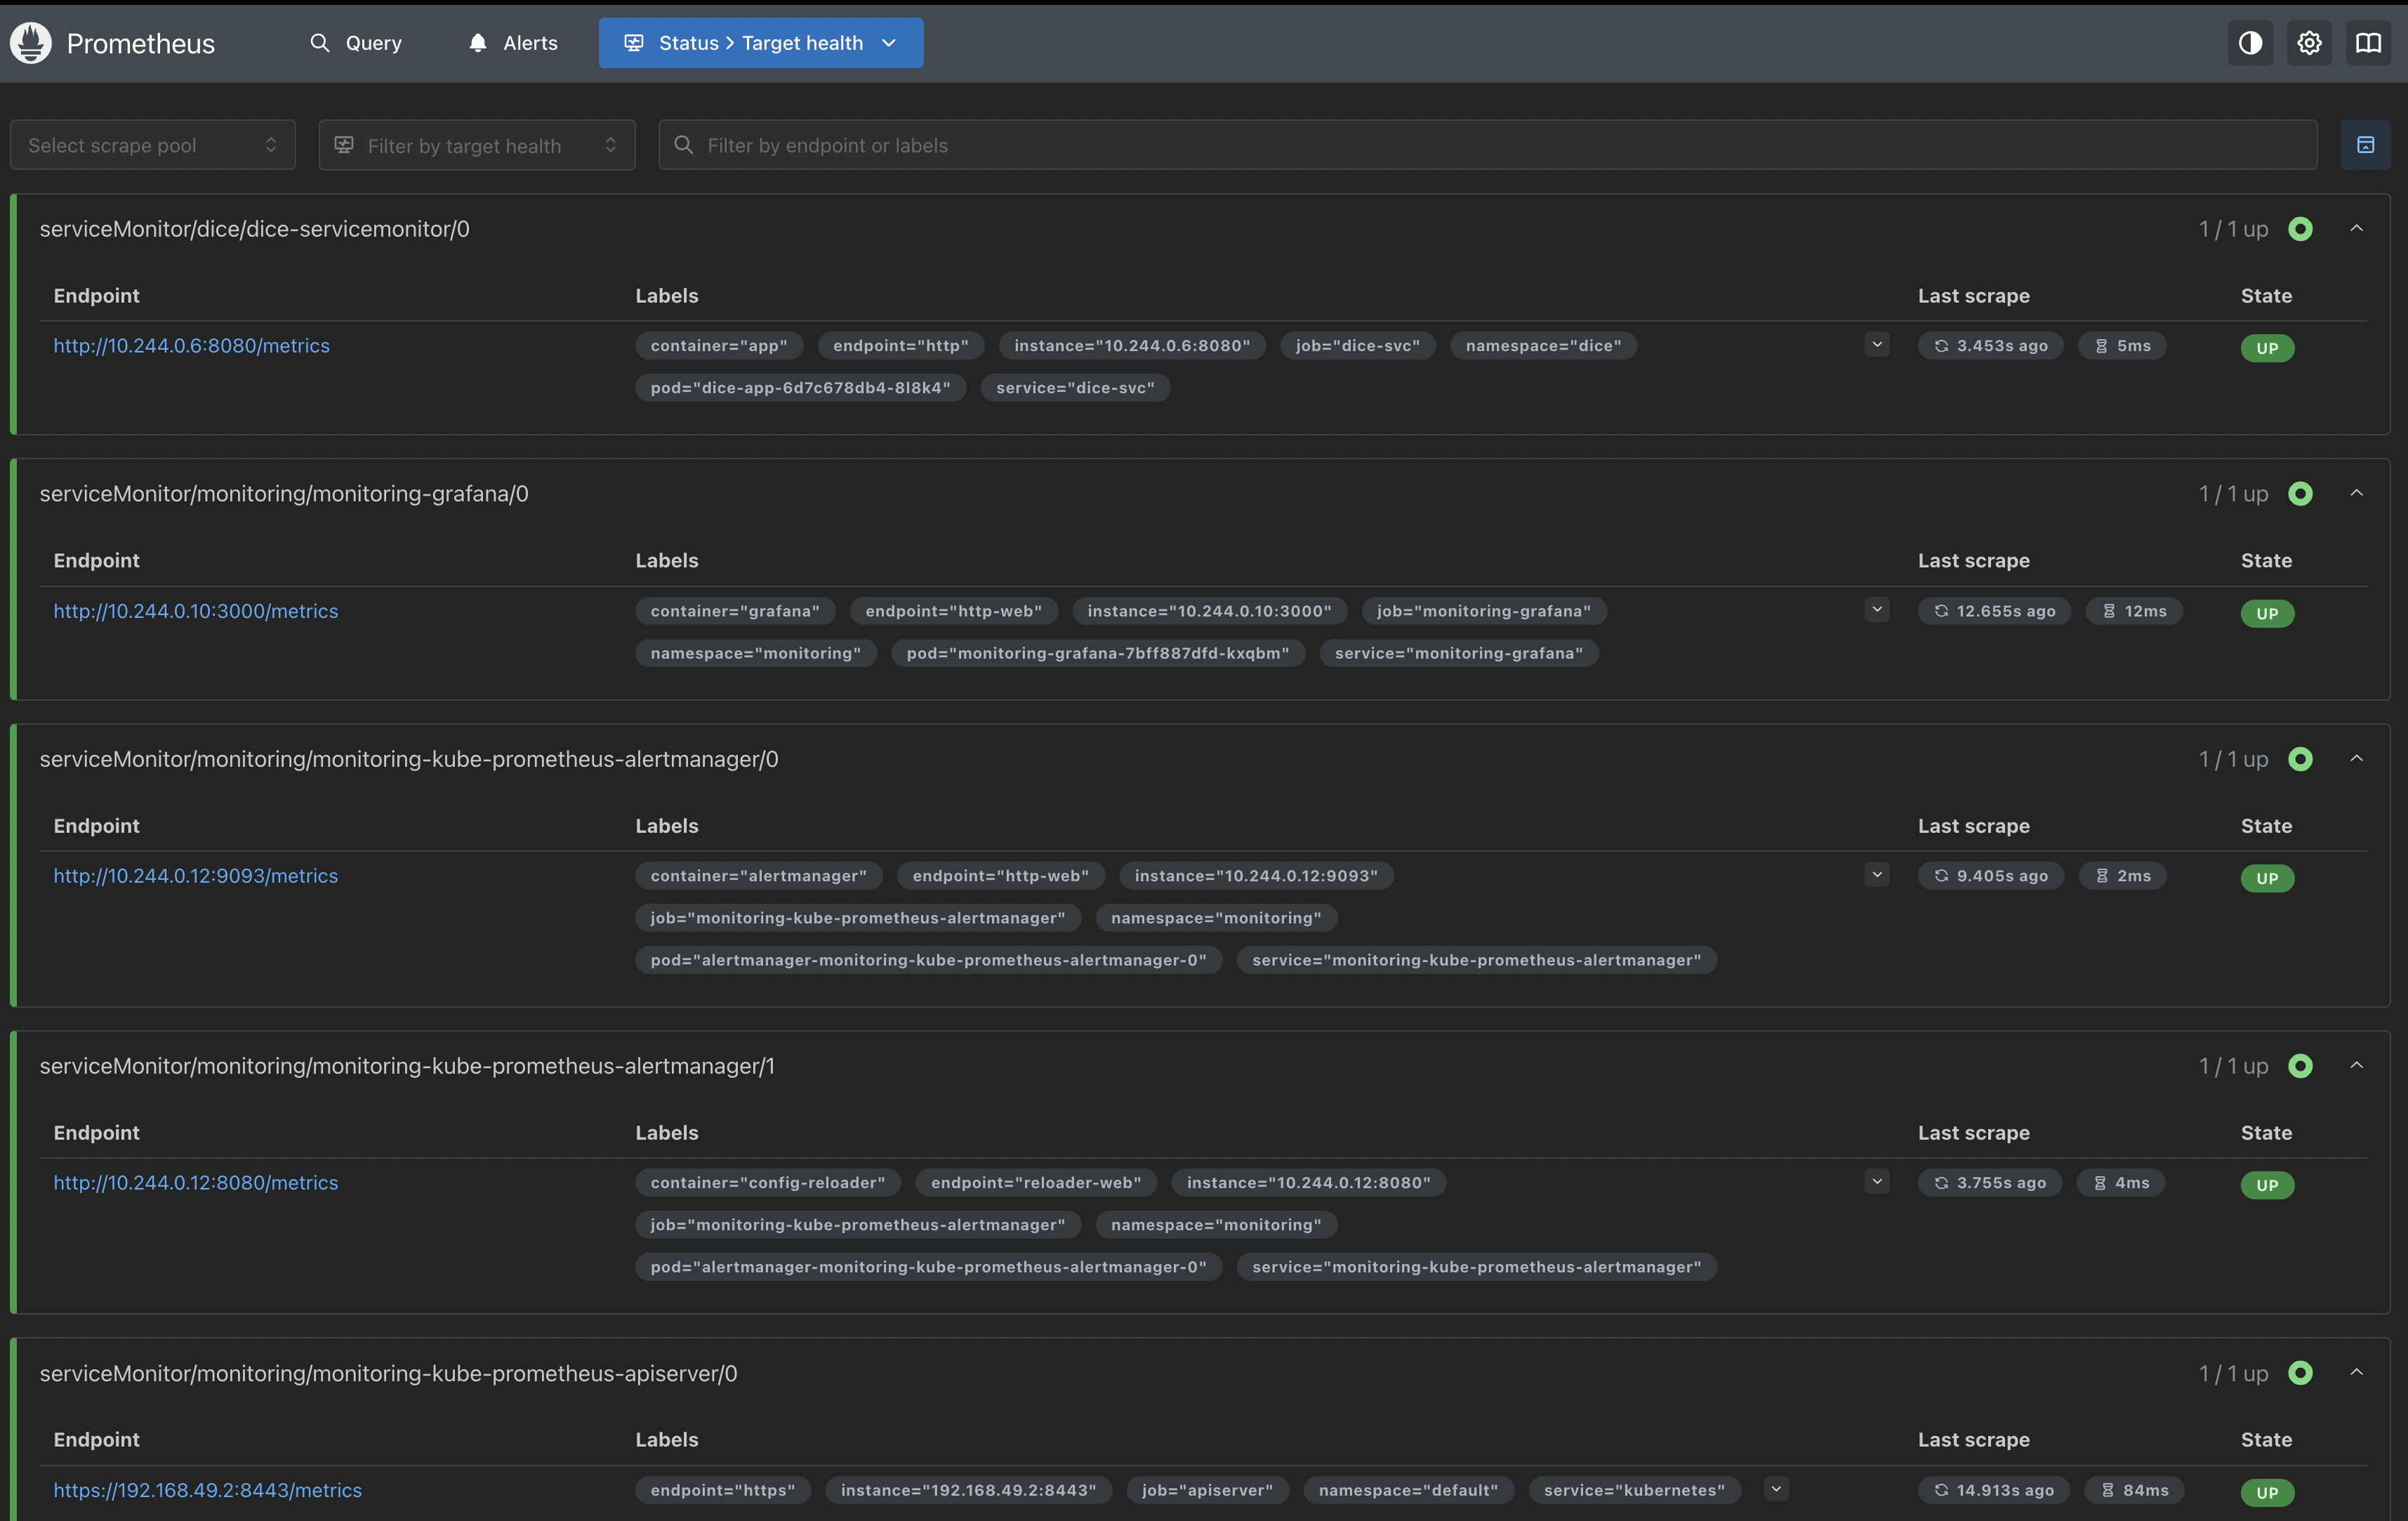 Prometheus Query Alerts Status > Target health
Select scrape pool Filter by target health Filter by endpoint or labels
serviceMonitor/dice/dice-servicemonitor/0 1 / 1 up
Endpoint Labels Last scrape State
http://10.244.0.6:8080/metrics container="app" endpoint="http" instance="10.244.0.6:8080" job="dice-svc" namespace="dice" 3.453s ago 5ms UP
pod="dice-app-6d7c678db4-8l8k4" service="dice-svc"
serviceMonitor/monitoring/monitoring-grafana/0 1 / 1 up
Endpoint Labels Last scrape State
http://10.244.0.10:3000/metrics container="grafana" endpoint="http-web" instance="10.244.0.10:3000" job="monitoring-grafana" 12.655s ago 12ms UP
namespace="monitoring" pod="monitoring-grafana-7bff887dfd-kxqbm" service="monitoring-grafana"
serviceMonitor/monitoring/monitoring-kube-prometheus-alertmanager/0 1 / 1 up
Endpoint Labels Last scrape State
http://10.244.0.12:9093/metrics container="alertmanager" endpoint="http-web" instance="10.244.0.12:9093" 9.405s ago 2ms UP
job="monitoring-kube-prometheus-alertmanager" namespace="monitoring"
pod="alertmanager-monitoring-kube-prometheus-alertmanager-0" service="monitoring-kube-prometheus-alertmanager"
serviceMonitor/monitoring/monitoring-kube-prometheus-alertmanager/1 1 / 1 up
Endpoint Labels Last scrape State
http://10.244.0.12:8080/metrics container="config-reloader" endpoint="reloader-web" instance="10.244.0.12:8080" 3.755s ago 4ms UP
job="monitoring-kube-prometheus-alertmanager" namespace="monitoring"
pod="alertmanager-monitoring-kube-prometheus-alertmanager-0" service="monitoring-kube-prometheus-alertmanager"
serviceMonitor/monitoring/monitoring-kube-prometheus-apiserver/0 1 / 1 up
Endpoint Labels Last scrape State
https://192.168.49.2:8443/metrics endpoint="https" instance="192.168.49.2:8443" job="apiserver" namespace="default" service="kubernetes" 14.913s ago 84ms UP